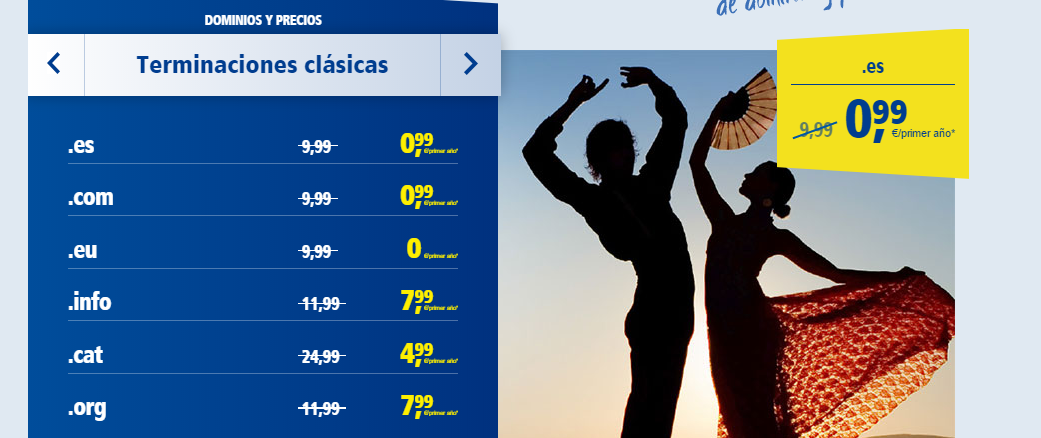 DOMINIOS Y PRECIOS
Terminaciones clásicas
.es 9,99 0,99 €/primer año*
.com 9,99 0,99 €/primer año*
.eu 9,99 0 €/primer año*
.info 11,99 7,99 €/primer año*
.cat 24,99 4,99 €/primer año*
.org 11,99 7,99 €/primer año*
.es
9,99 0,99 €/primer año*